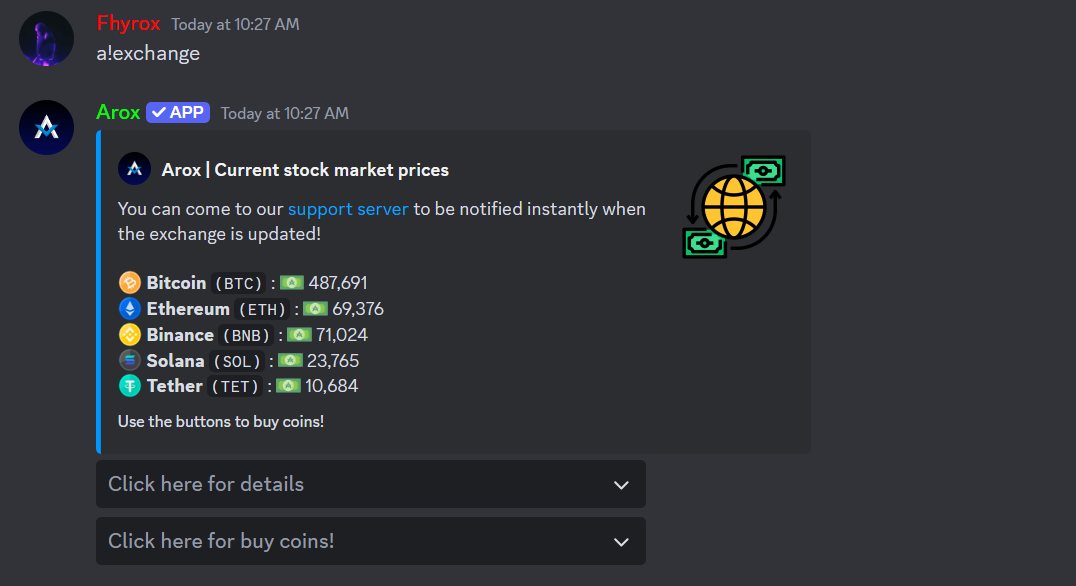 Fhyrox Today at 10:27 AM
a!exchange
Arox APP Today at 10:27 AM
Arox | Current stock market prices
You can come to our support server to be notified instantly when
the exchange is updated!
Bitcoin (BTC) : 487,691
Ethereum (ETH) : 69,376
Binance (BNB) : 71,024
Solana (SOL) : 23,765
Tether (TET) : 10,684
Use the buttons to buy coins!
Click here for details
Click here for buy coins!